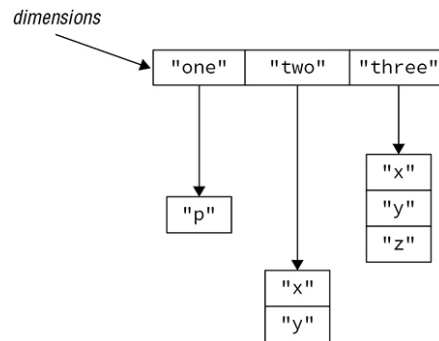 dimensions
"one" "two" "three"
"p"
"x"
"y"
"z"
"x"
"y"